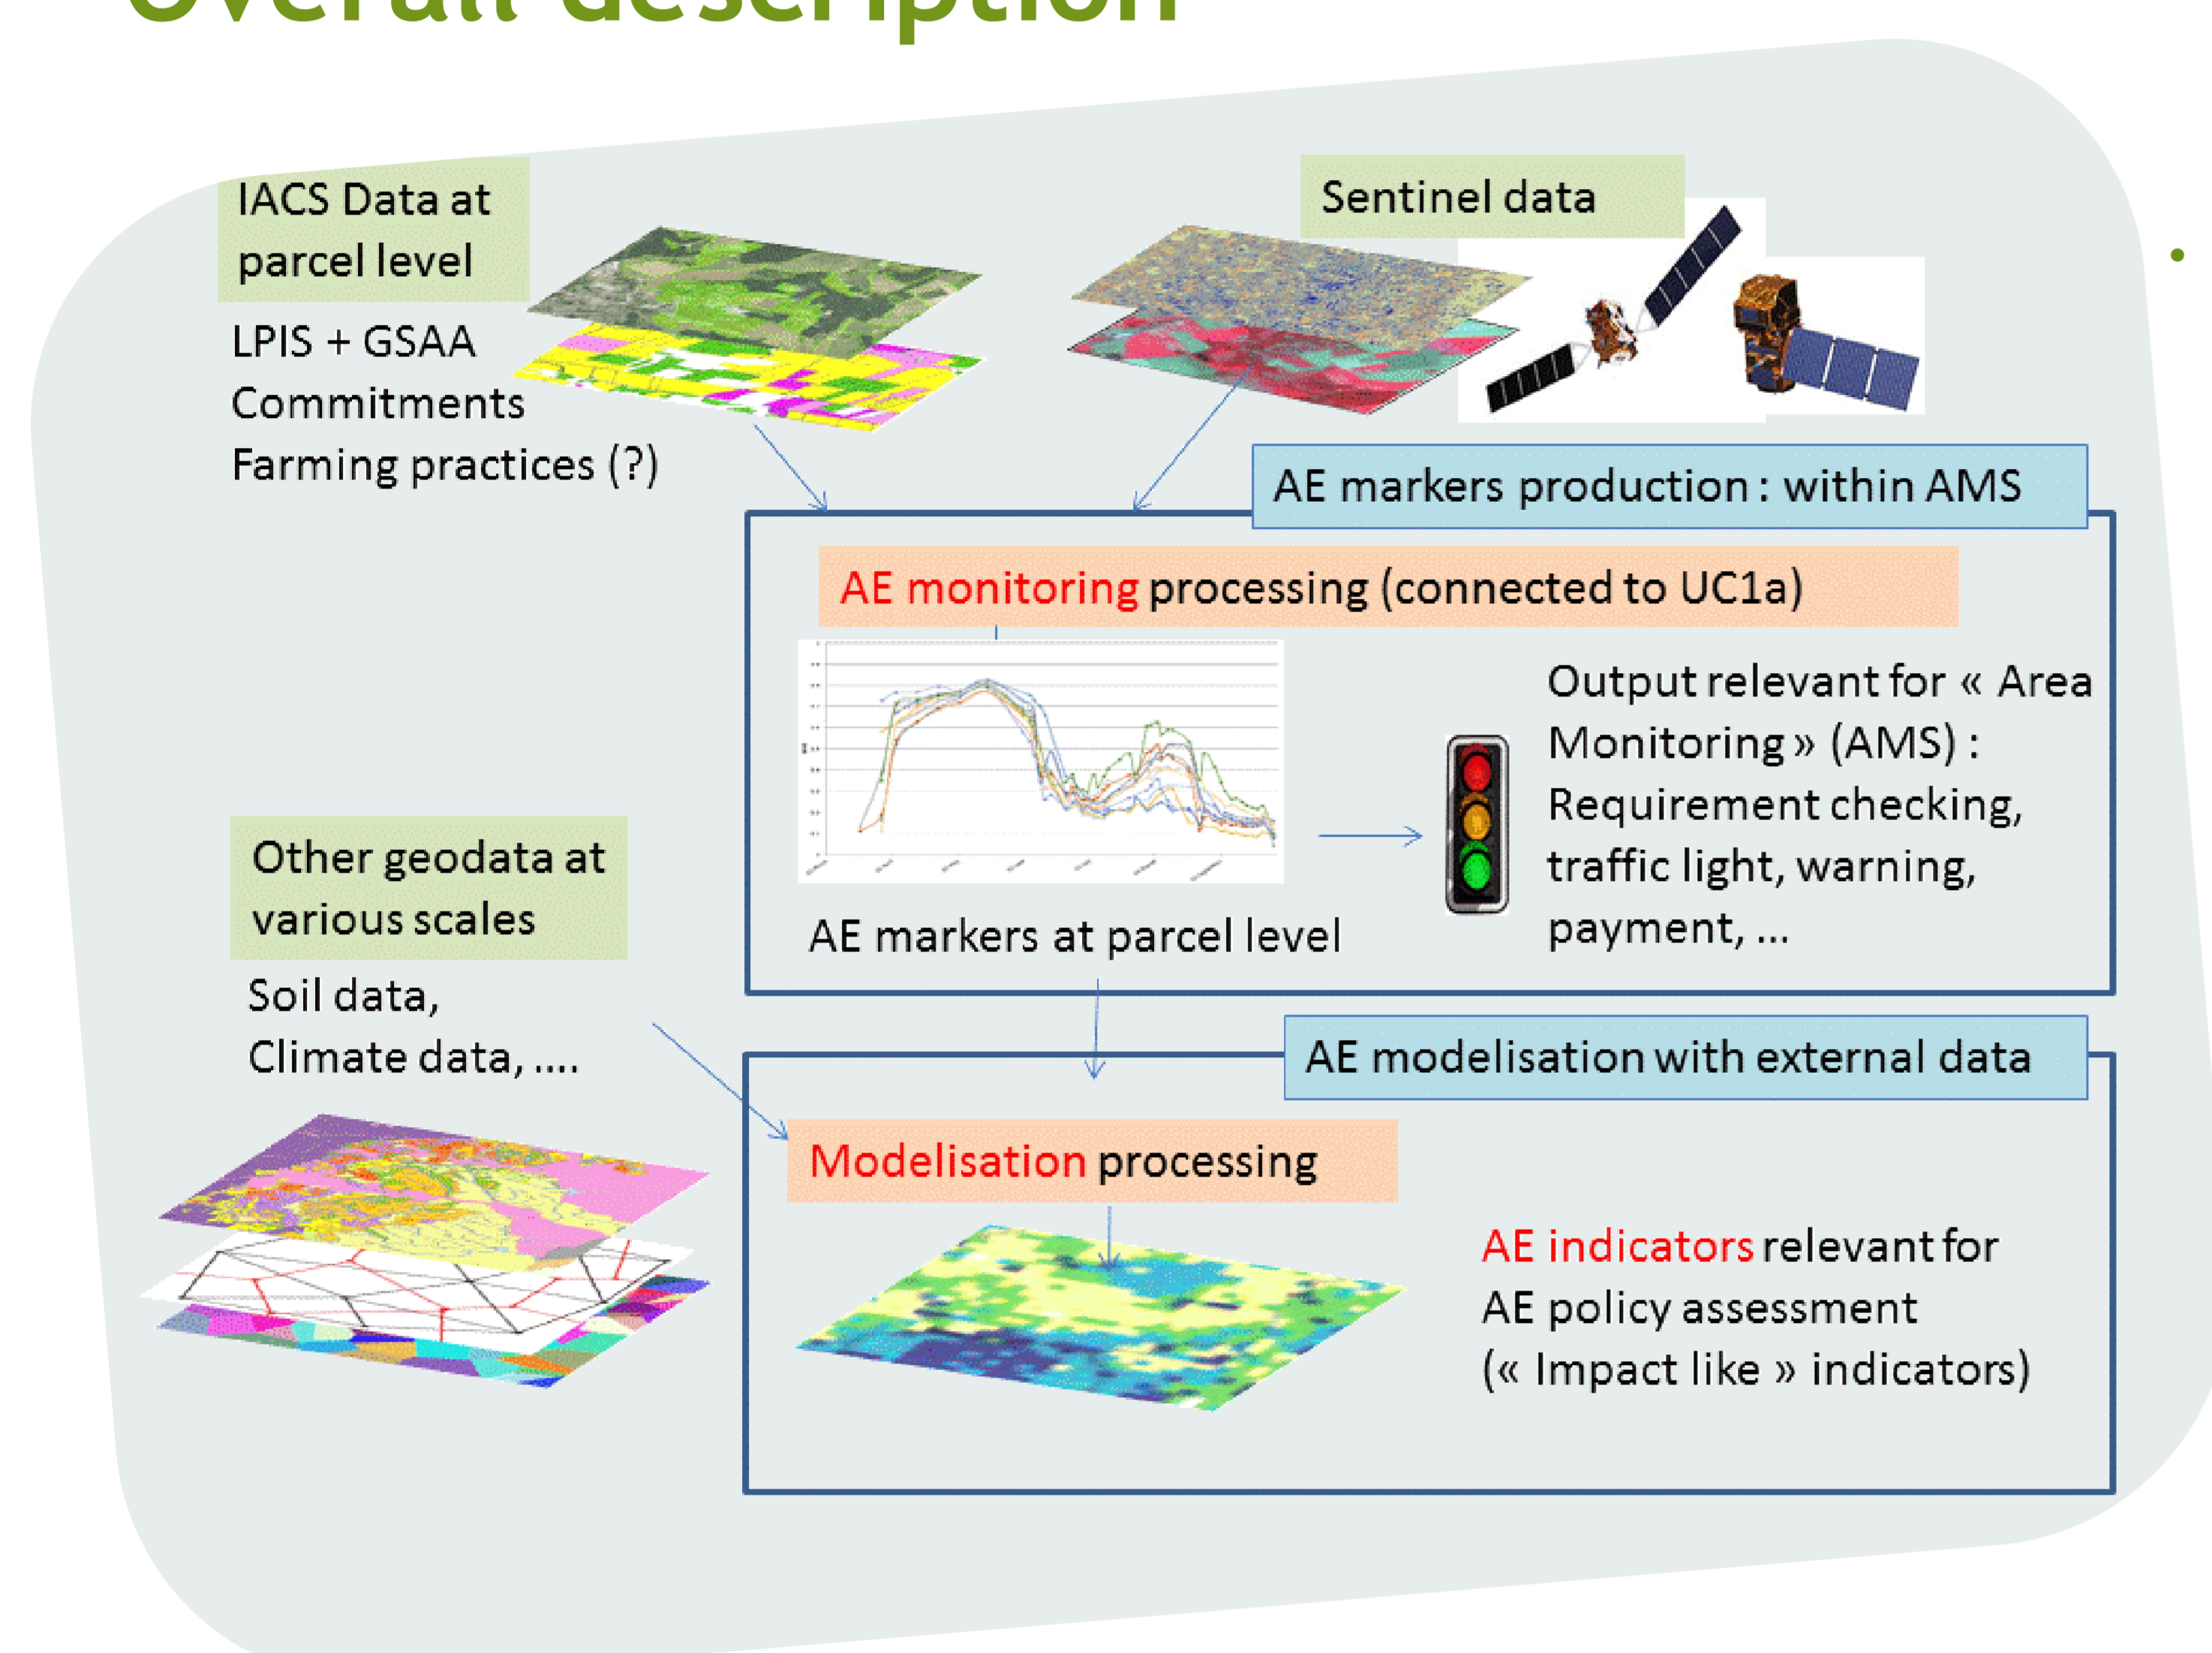 Overall description
IACS Data at
parcel level
LPIS + GSAA
Commitments
Farming practices (?)
Sentinel data
AE markers production : within AMS
AE monitoring processing (connected to UC1a)
Output relevant for « Area
Monitoring » (AMS) :
Requirement checking,
traffic light, warning,
payment, ...
AE markers at parcel level
Other geodata at
various scales
Soil data,
Climate data, ....
AE modelisation with external data
Modelisation processing
AE indicators relevant for
AE policy assessment
(« Impact like » indicators)